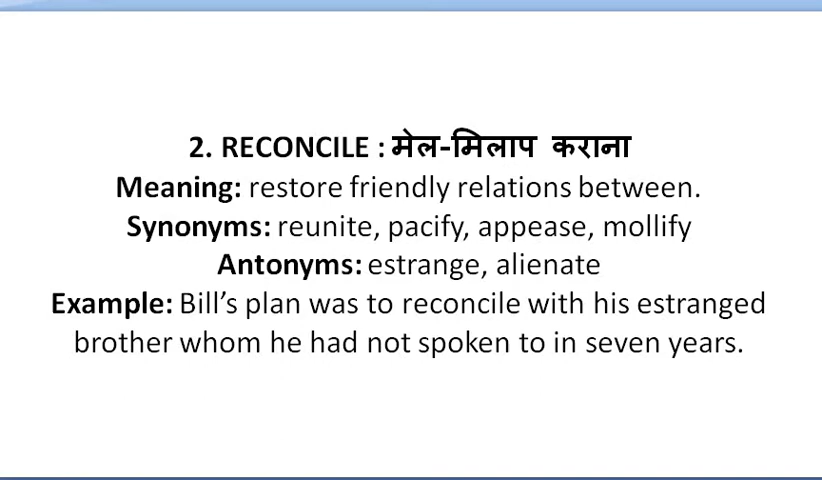 2. RECONCILE : मेल-मिलाप कराना
Meaning: restore friendly relations between.
Synonyms: reunite, pacify, appease, mollify
Antonyms: estrange, alienate
Example: Bill’s plan was to reconcile with his estranged
brother whom he had not spoken to in seven years.